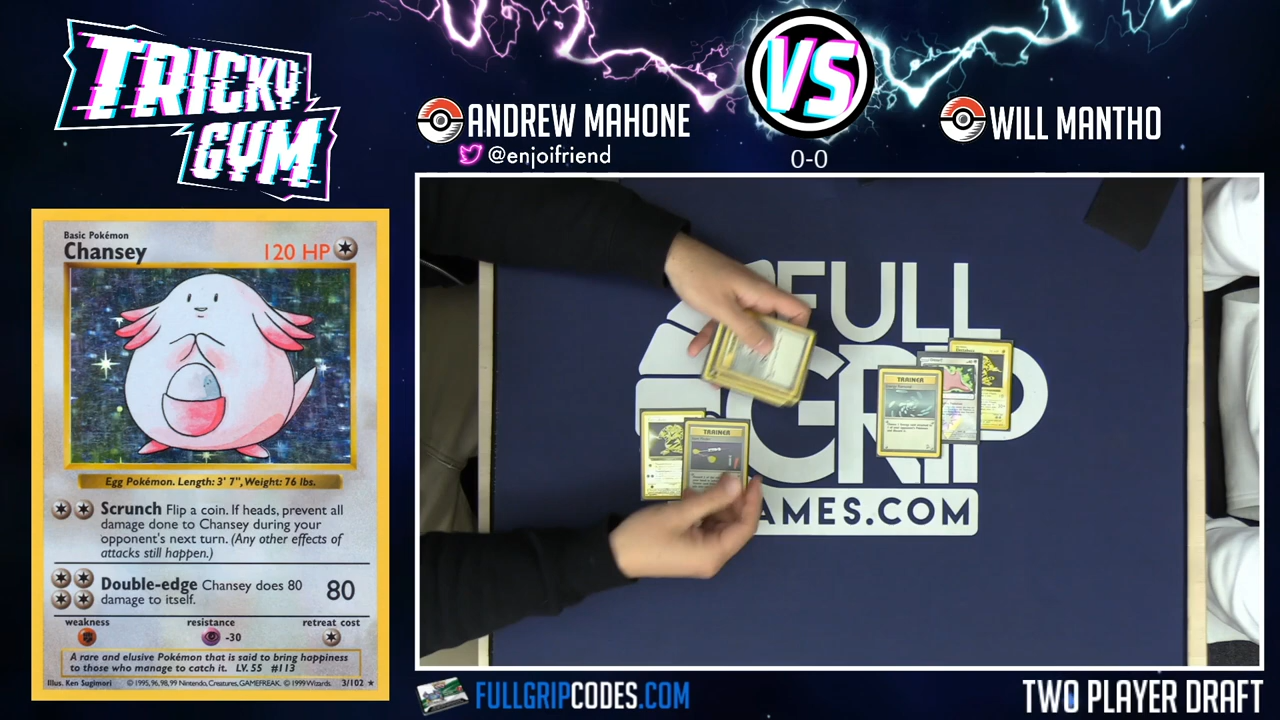 TRICKY
GYM
ANDREW MAHONE
@enjoifriend
VS
0-0
WILL MANTHO
Basic Pokémon
Chansey 120 HP
Egg Pokémon. Length: 3' 7", Weight: 76 lbs.
Scrunch Flip a coin. If heads, prevent all
damage done to Chansey during your
opponent's next turn. (Any other effects of
attacks still happen.)
Double-edge Chansey does 80
damage to itself. 80
weakness resistance retreat cost
-30
A rare and elusive Pokémon that is said to bring happiness
to those who manage to catch it. LV. 55 #113
Illus. Ken Sugimori ©1995, 96, 98, 99 Nintendo, Creatures, GAMEFREAK. ©1999 Wizards. 3/102 ★
FULL
GRIP
GAMES.COM
TRAINER
TRAINER
FULLGRIPCODES.COM
TWO PLAYER DRAFT